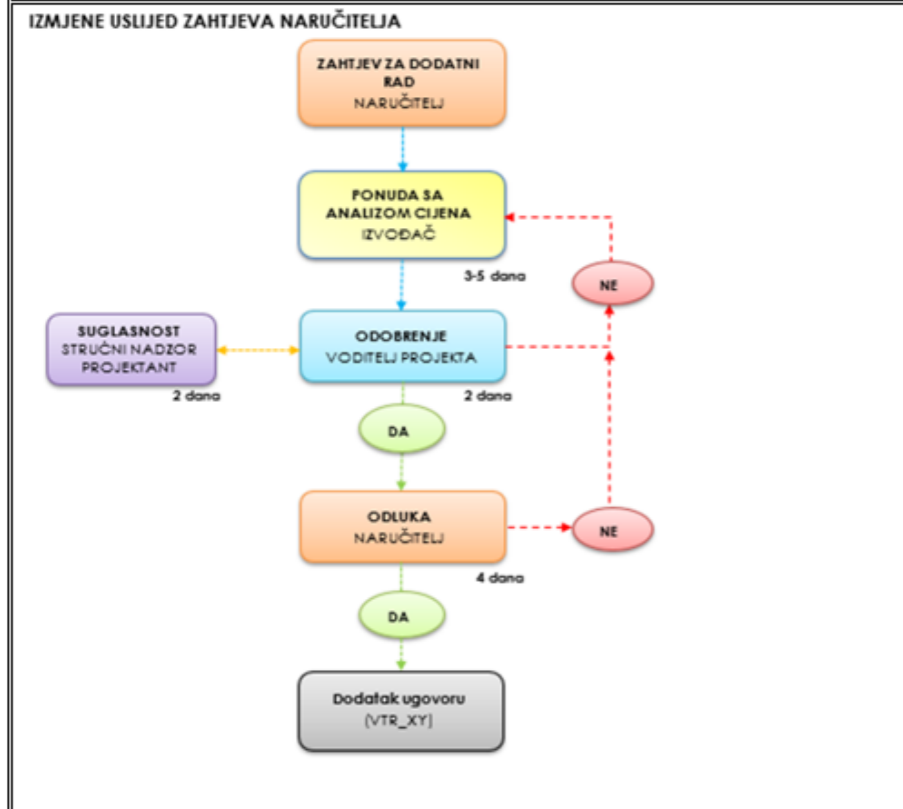 IZMJENE USLIJED ZAHTJEVA NARUČITELJA
ZAHTJEV ZA DODATNI
RAD
NARUČITELJ
PONUDA SA
ANALIZOM CIJENA
IZVOĐAČ
3-5 dana
NE
SUGLASNOST
STRUČNI NADZOR
PROJEKTANT
2 dana
ODOBRENJE
VODITELJ PROJEKTA
2 dana
DA
ODLUKA
NARUČITELJ
4 dana
NE
DA
Dodatak ugovoru
(VTR_XY)